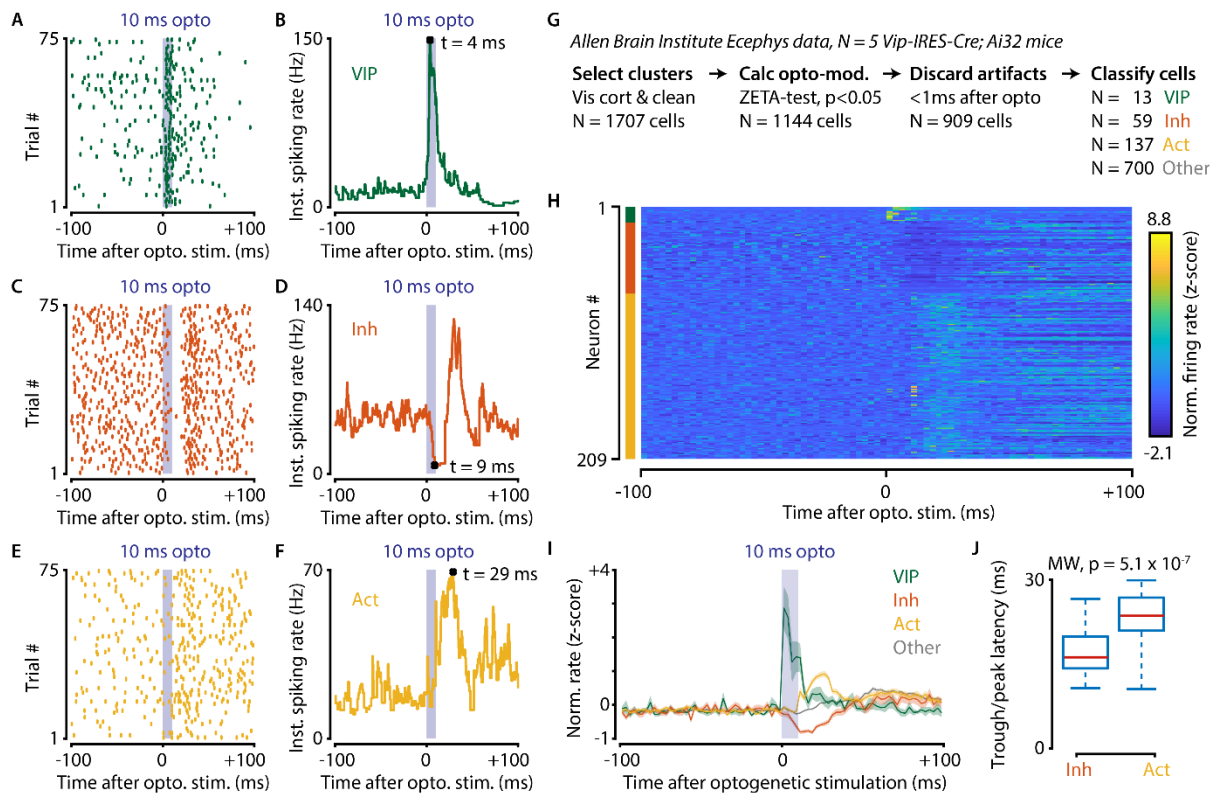 A
10 ms opto
75
Trial #
1
-100
0
+100
Time after opto. stim. (ms)
B
10 ms opto
150
Inst. spiking rate (Hz)
0
t = 4 ms
VIP
-100
0
+100
Time after opto. stim. (ms)
C
10 ms opto
75
Trial #
1
-100
0
+100
Time after opto. stim. (ms)
D
10 ms opto
140
Inst. spiking rate (Hz)
0
Inh
t = 9 ms
-100
0
+100
Time after opto. stim. (ms)
E
10 ms opto
75
Trial #
1
-100
0
+100
Time after opto. stim. (ms)
F
10 ms opto
70
Inst. spiking rate (Hz)
0
Act
t = 29 ms
-100
0
+100
Time after opto. stim. (ms)
G
Allen Brain Institute Ecephys data, N = 5 Vip-IRES-Cre; Ai32 mice
Select clusters → Calc opto-mod. → Discard artifacts → Classify cells
Vis cort & clean
N = 1707 cells
ZETA-test, p<0.05
N = 1144 cells
<1ms after opto
N = 909 cells
N = 13 VIP
N = 59 Inh
N = 137 Act
N = 700 Other
H
1
Neuron #
209
-100
0
+100
Time after opto. stim. (ms)
8.8
-2.1
Norm. firing rate (z-score)
I
10 ms opto
+4
Norm. rate (z-score)
0
-1
VIP
Inh
Act
Other
-100
0
+100
Time after optogenetic stimulation (ms)
J
MW, p = 5.1 x 10⁻⁷
30
Trough/peak latency (ms)
0
Inh
Act